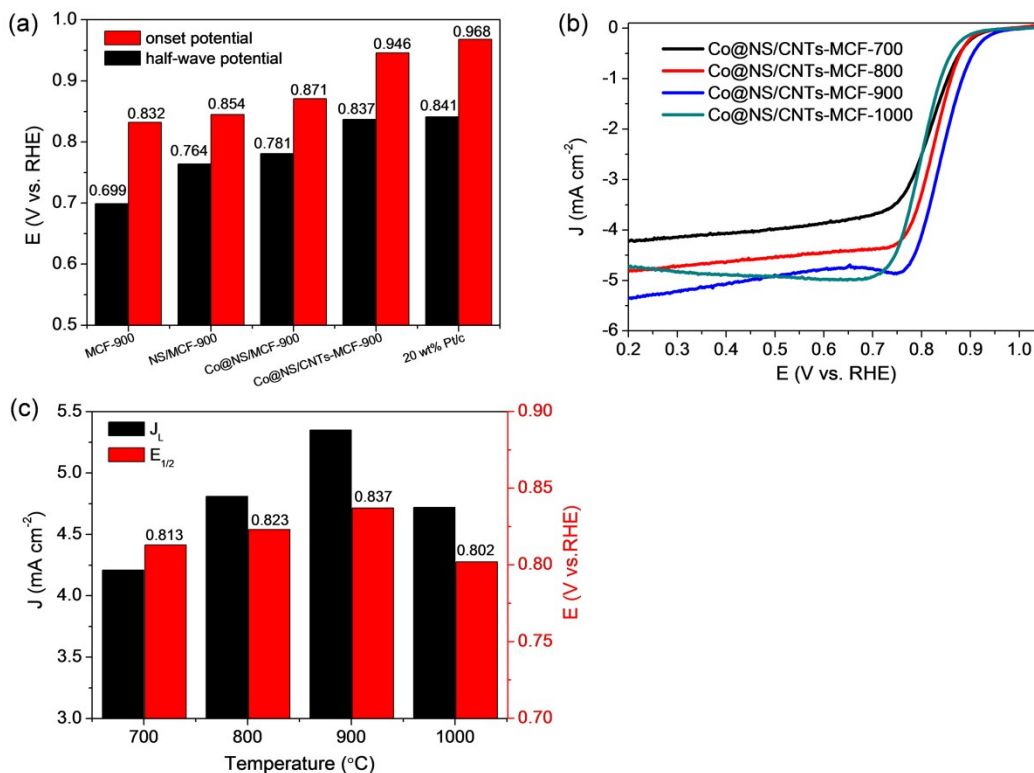 (a)
1.0
0.9
0.8
0.7
0.6
0.5
E (V vs. RHE)
onset potential
half-wave potential
0.699
0.832
0.764
0.854
0.781
0.871
0.837
0.946
0.841
0.968
MCF-900
NS/MCF-900
Co@NS/MCF-900
Co@NS/CNTs-MCF-900
20 wt% Pt/c
(b)
0
-1
-2
-3
-4
-5
-6
J (mA cm-2)
Co@NS/CNTs-MCF-700
Co@NS/CNTs-MCF-800
Co@NS/CNTs-MCF-900
Co@NS/CNTs-MCF-1000
0.2 0.3 0.4 0.5 0.6 0.7 0.8 0.9 1.0
E (V vs. RHE)
(c)
5.5
5.0
4.5
4.0
3.5
3.0
J (mA cm-2)
JL
E1/2
0.813
0.823
0.837
0.802
0.90
0.85
0.80
0.75
0.70
E (V vs.RHE)
700 800 900 1000
Temperature (°C)